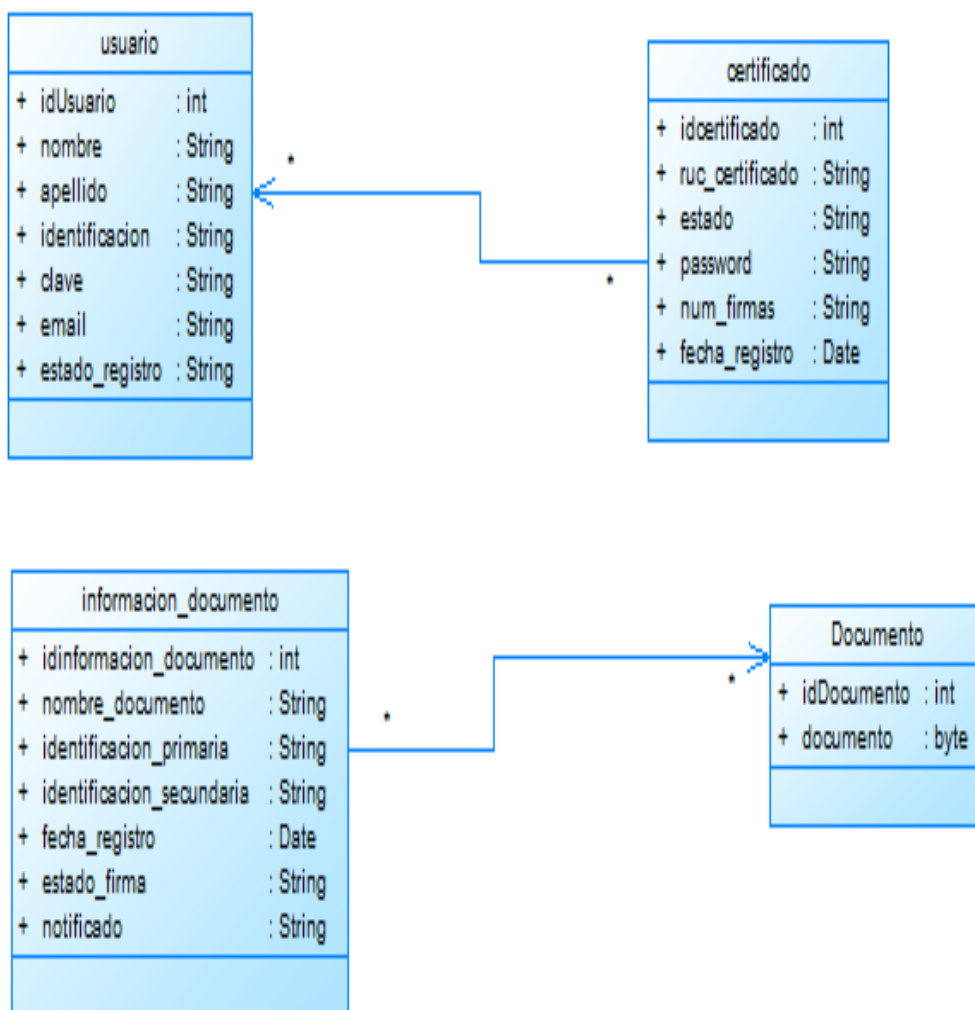 usuario
+ idUsuario : int
+ nombre : String
+ apellido : String
+ identificacion : String
+ clave : String
+ email : String
+ estado_registro : String
*
*
certificado
+ idcertificado : int
+ ruc_certificado : String
+ estado : String
+ password : String
+ num_firmas : String
+ fecha_registro : Date
informacion_documento
+ idinformacion_documento : int
+ nombre_documento : String
+ identificacion_primaria : String
+ identificacion_secundaria : String
+ fecha_registro : Date
+ estado_firma : String
+ notificado : String
*
*
Documento
+ idDocumento : int
+ documento : byte